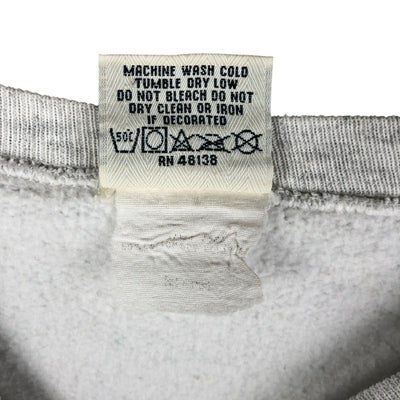 MACHINE WASH COLD
TUMBLE DRY LOW
DO NOT BLEACH DO NOT
DRY CLEAN OR IRON
IF DECORATED
50C
RN 48138